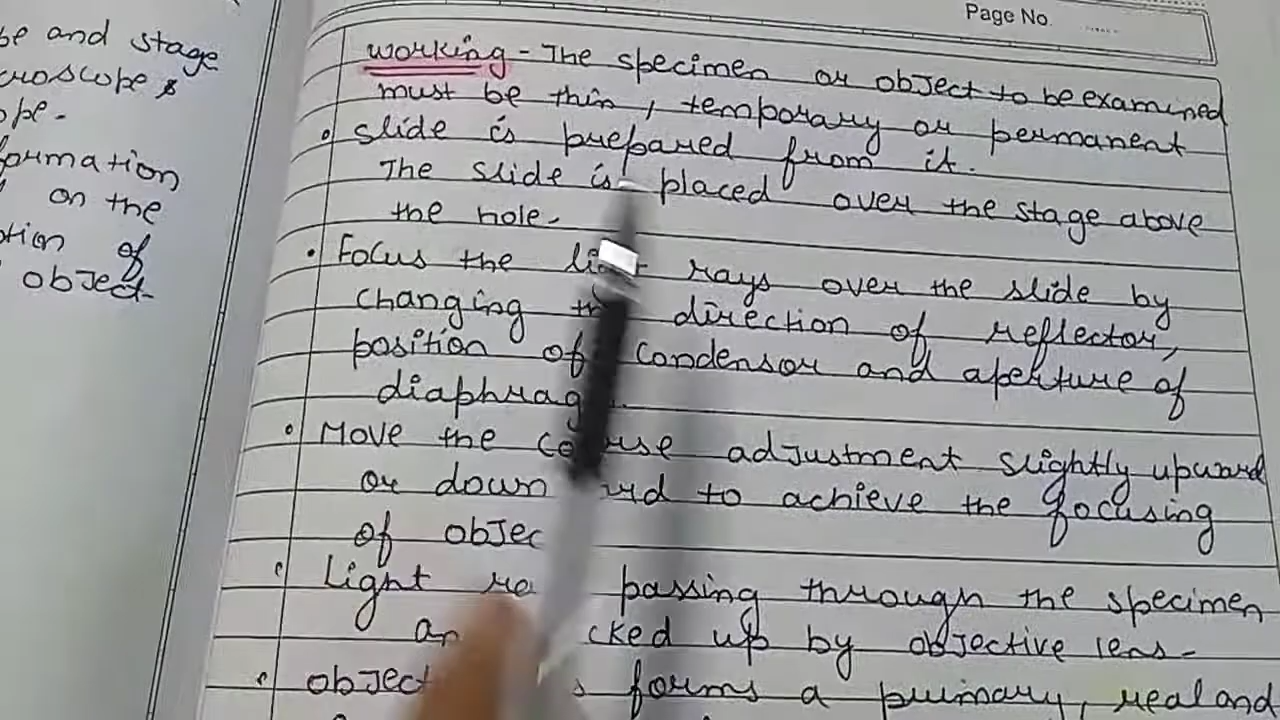 Page No.
be and stage
roscope &
ope.
formation
on the
tion of
object
working - The specimen or object to be examined
must be thin, temporary or permanent
slide is prepared from it.
The slide is placed over the stage above
the hole.
Focus the rays over the slide by
changing direction of reflector,
position of condensor and aperture of
Move the adjustment slightly upward
or down to achieve the focusing
of objec
Light passing through the specimen
cked up by objective lens.
object forms a primary, real and